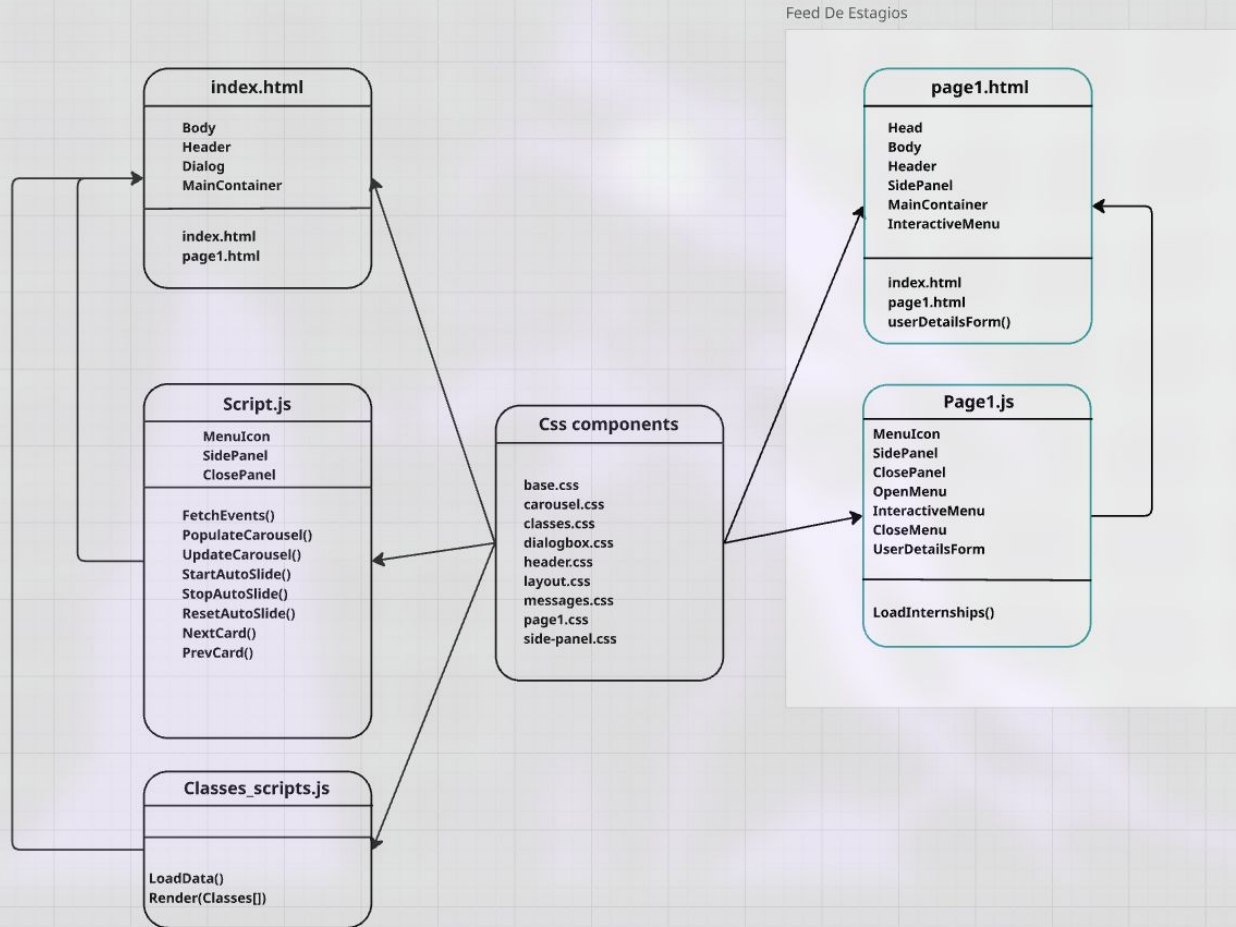 Feed De Estagios
index.html
Body
Header
Dialog
MainContainer
index.html
page1.html
page1.html
Head
Body
Header
SidePanel
MainContainer
InteractiveMenu
index.html
page1.html
userDetailsForm()
Script.js
MenuIcon
SidePanel
ClosePanel
FetchEvents()
PopulateCarousel()
UpdateCarousel()
StartAutoSlide()
StopAutoSlide()
ResetAutoSlide()
NextCard()
PrevCard()
Css components
base.css
carousel.css
classes.css
dialogbox.css
header.css
layout.css
messages.css
page1.css
side-panel.css
Page1.js
MenuIcon
SidePanel
ClosePanel
OpenMenu
InteractiveMenu
CloseMenu
UserDetailsForm
LoadInternships()
Classes_scripts.js
LoadData()
Render(Classes[])